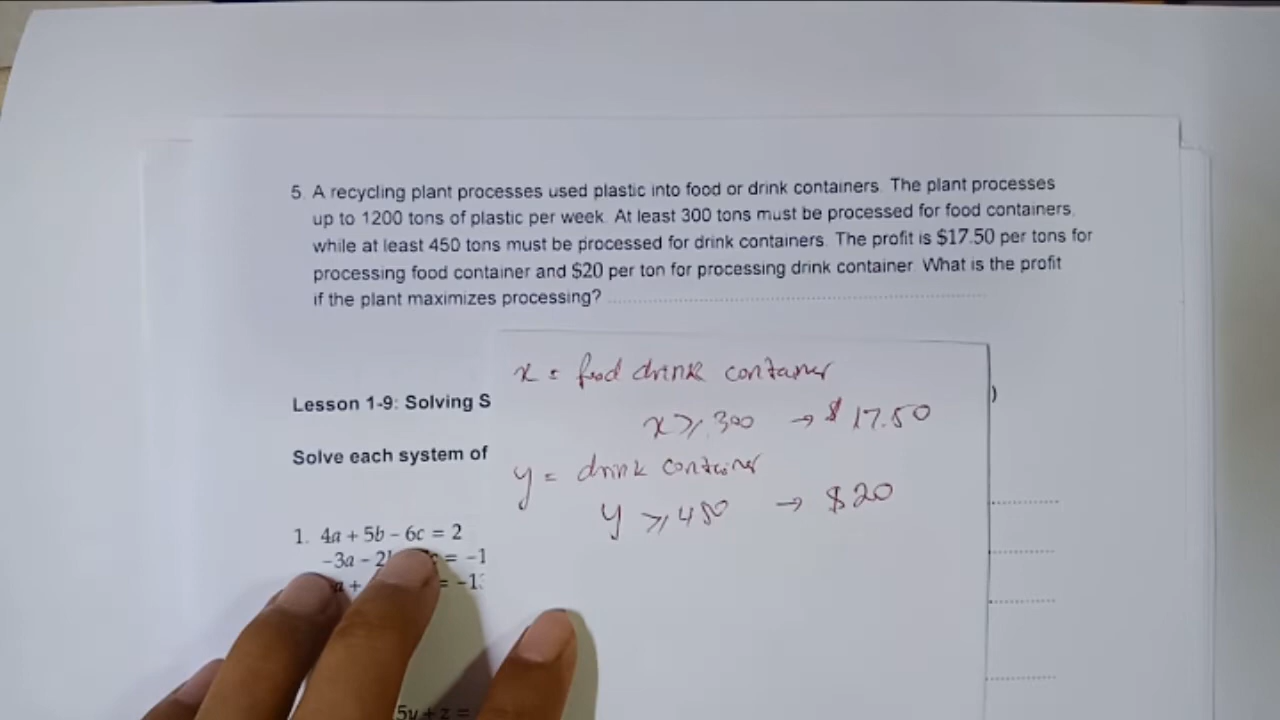 5. A recycling plant processes used plastic into food or drink containers. The plant processes
up to 1200 tons of plastic per week. At least 300 tons must be processed for food containers,
while at least 450 tons must be processed for drink containers. The profit is $17.50 per tons for
processing food container and $20 per ton for processing drink container. What is the profit
if the plant maximizes processing?
x = food drink container
Lesson 1-9: Solving S
)
x ≥ 300 → $ 17.50
Solve each system of
y = drink container
y ≥ 450 → $20
1. 4a + 5b – 6c = 2
–3a – 2 = –1
= –1
5y + z =